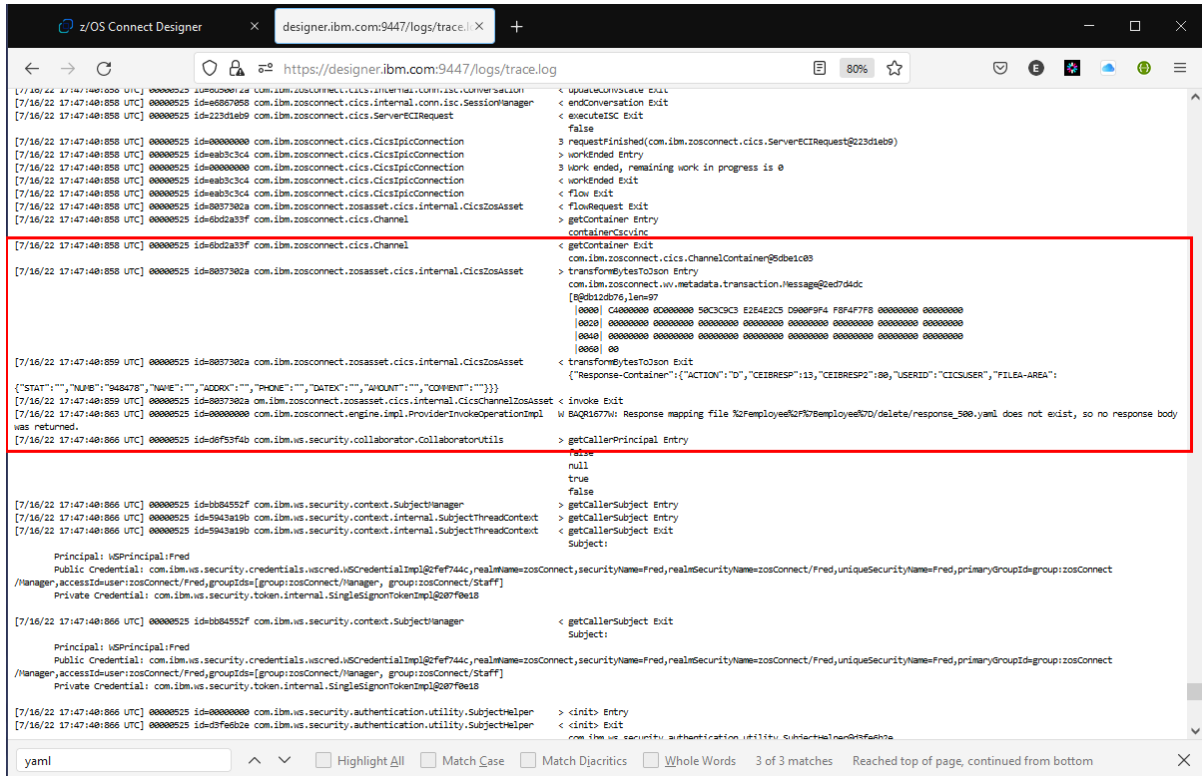 z/OS Connect Designer
designer.ibm.com:9447/logs/trace.l
https://designer.ibm.com:9447/logs/trace.log
80%
E
[7/16/22 17:47:40:858 UTC] 00000525 com.ibm.zosconnect.cics.internal.conn.isc.Conversation < updateConvState Exit
[7/16/22 17:47:40:858 UTC] 00000525 id=e6867058 com.ibm.zosconnect.cics.internal.conn.isc.SessionManager < endConversation Exit
[7/16/22 17:47:40:858 UTC] 00000525 id=223d1eb9 com.ibm.zosconnect.cics.ServerECIRequest < executeISC Exit
false
[7/16/22 17:47:40:858 UTC] 00000525 id=00000000 com.ibm.zosconnect.cics.CicsIpicConnection 3 requestFinished(com.ibm.zosconnect.cics.ServerECIRequest@223d1eb9)
[7/16/22 17:47:40:858 UTC] 00000525 id=eab3c3c4 com.ibm.zosconnect.cics.CicsIpicConnection > workEnded Entry
[7/16/22 17:47:40:858 UTC] 00000525 id=00000000 com.ibm.zosconnect.cics.CicsIpicConnection 3 Work ended, remaining work in progress is 0
[7/16/22 17:47:40:858 UTC] 00000525 id=eab3c3c4 com.ibm.zosconnect.cics.CicsIpicConnection < workEnded Exit
[7/16/22 17:47:40:858 UTC] 00000525 id=eab3c3c4 com.ibm.zosconnect.cics.CicsIpicConnection < flow Exit
[7/16/22 17:47:40:858 UTC] 00000525 id=8037302a com.ibm.zosconnect.zosasset.cics.internal.CicsZosAsset < flowRequest Exit
[7/16/22 17:47:40:858 UTC] 00000525 id=6bd2a33f com.ibm.zosconnect.cics.Channel > getContainer Entry
containerCscvinc
[7/16/22 17:47:40:858 UTC] 00000525 id=6bd2a33f com.ibm.zosconnect.cics.Channel < getContainer Exit
com.ibm.zosconnect.cics.ChannelContainer@5dbe1c03
[7/16/22 17:47:40:858 UTC] 00000525 id=8037302a com.ibm.zosconnect.zosasset.cics.internal.CicsZosAsset > transformBytesToJson Entry
com.ibm.zosconnect.wv.metadata.transaction.Message@2ed7d4dc
[B@db12db76,len=97
|0000| C4000000 0D000000 50C3C9C3 E2E4E2C5 D900F9F4 F8F4F7F8 00000000 00000000
|0020| 00000000 00000000 00000000 00000000 00000000 00000000 00000000 00000000
|0040| 00000000 00000000 00000000 00000000 00000000 00000000 00000000 00000000
|0060| 00
[7/16/22 17:47:40:859 UTC] 00000525 id=8037302a com.ibm.zosconnect.zosasset.cics.internal.CicsZosAsset < transformBytesToJson Exit
{"Response-Container":{"ACTION":"D","CEIBRESP":13,"CEIBRESP2":80,"USERID":"CICSUSER","FILEA-AREA":
{"STAT":"","NUMB":"948478","NAME":"","ADDRX":"","PHONE":"","DATEX":"","AMOUNT":"","COMMENT":""}}}
[7/16/22 17:47:40:859 UTC] 00000525 id=8037302a om.ibm.zosconnect.zosasset.cics.internal.CicsChannelZosAsset < invoke Exit
[7/16/22 17:47:40:863 UTC] 00000525 id=00000000 com.ibm.zosconnect.engine.impl.ProviderInvokeOperationImpl W BAQR1677W: Response mapping file %2Femployee%2F%7Bemployee%7D/delete/response_500.yaml does not exist, so no response body
was returned.
[7/16/22 17:47:40:866 UTC] 00000525 id=d6f53f4b com.ibm.ws.security.collaborator.CollaboratorUtils > getCallerPrincipal Entry
false
null
true
false
[7/16/22 17:47:40:866 UTC] 00000525 id=bb84552f com.ibm.ws.security.context.SubjectManager > getCallerSubject Entry
[7/16/22 17:47:40:866 UTC] 00000525 id=5943a19b com.ibm.ws.security.context.internal.SubjectThreadContext > getCallerSubject Entry
[7/16/22 17:47:40:866 UTC] 00000525 id=5943a19b com.ibm.ws.security.context.internal.SubjectThreadContext < getCallerSubject Exit
Subject:
Principal: WSPrincipal:Fred
Public Credential: com.ibm.ws.security.credentials.wscred.WSCredentialImpl@2fef744c,realmName=zosConnect,securityName=Fred,realmSecurityName=zosConnect/Fred,uniqueSecurityName=Fred,primaryGroupId=group:zosConnect
/Manager,accessId=user:zosConnect/Fred,groupIds=[group:zosConnect/Manager, group:zosConnect/Staff]
Private Credential: com.ibm.ws.security.token.internal.SingleSignonTokenImpl@207f0e18
[7/16/22 17:47:40:866 UTC] 00000525 id=bb84552f com.ibm.ws.security.context.SubjectManager < getCallerSubject Exit
Subject:
Principal: WSPrincipal:Fred
Public Credential: com.ibm.ws.security.credentials.wscred.WSCredentialImpl@2fef744c,realmName=zosConnect,securityName=Fred,realmSecurityName=zosConnect/Fred,uniqueSecurityName=Fred,primaryGroupId=group:zosConnect
/Manager,accessId=user:zosConnect/Fred,groupIds=[group:zosConnect/Manager, group:zosConnect/Staff]
Private Credential: com.ibm.ws.security.token.internal.SingleSignonTokenImpl@207f0e18
[7/16/22 17:47:40:866 UTC] 00000525 id=00000000 com.ibm.ws.security.authentication.utility.SubjectHelper > <init> Entry
[7/16/22 17:47:40:866 UTC] 00000525 id=d3fe6b2e com.ibm.ws.security.authentication.utility.SubjectHelper < <init> Exit
com.ibm.ws.security.authentication.utility.SubjectHelper@d3fe6b2e
yaml
Highlight All
Match Case
Match Diacritics
Whole Words
3 of 3 matches
Reached top of page, continued from bottom